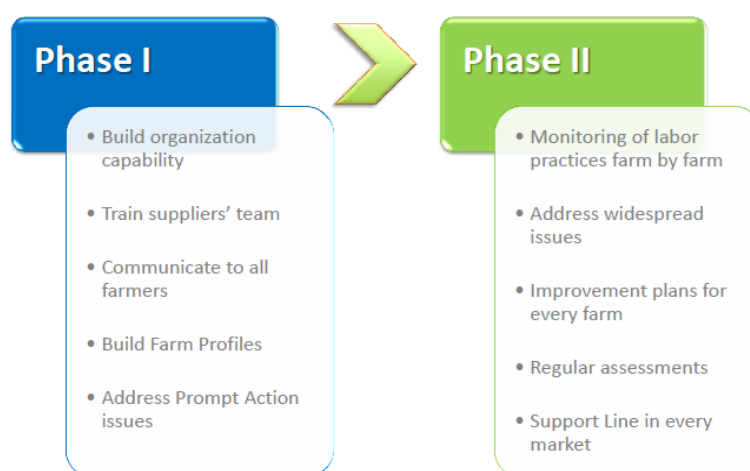 Phase I
• Build organization
capability
• Train suppliers’ team
• Communicate to all
farmers
• Build Farm Profiles
• Address Prompt Action
issues
Phase II
• Monitoring of labor
practices farm by farm
• Address widespread
issues
• Improvement plans for
every farm
• Regular assessments
• Support Line in every
market